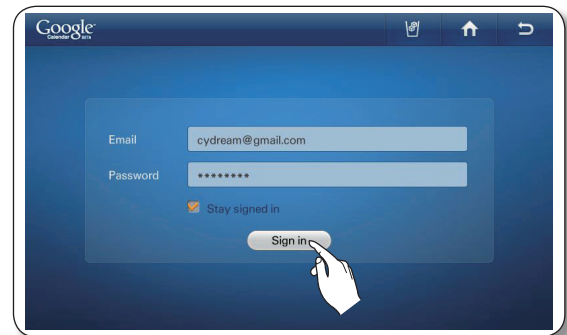 Google
Calendar BETA
Email
cydream@gmail.com
Password
********
Stay signed in
Sign in